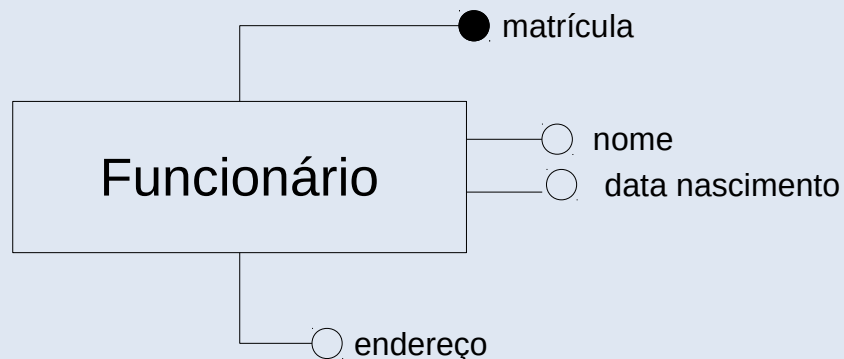 matrícula
nome
Funcionário
data nascimento
endereço